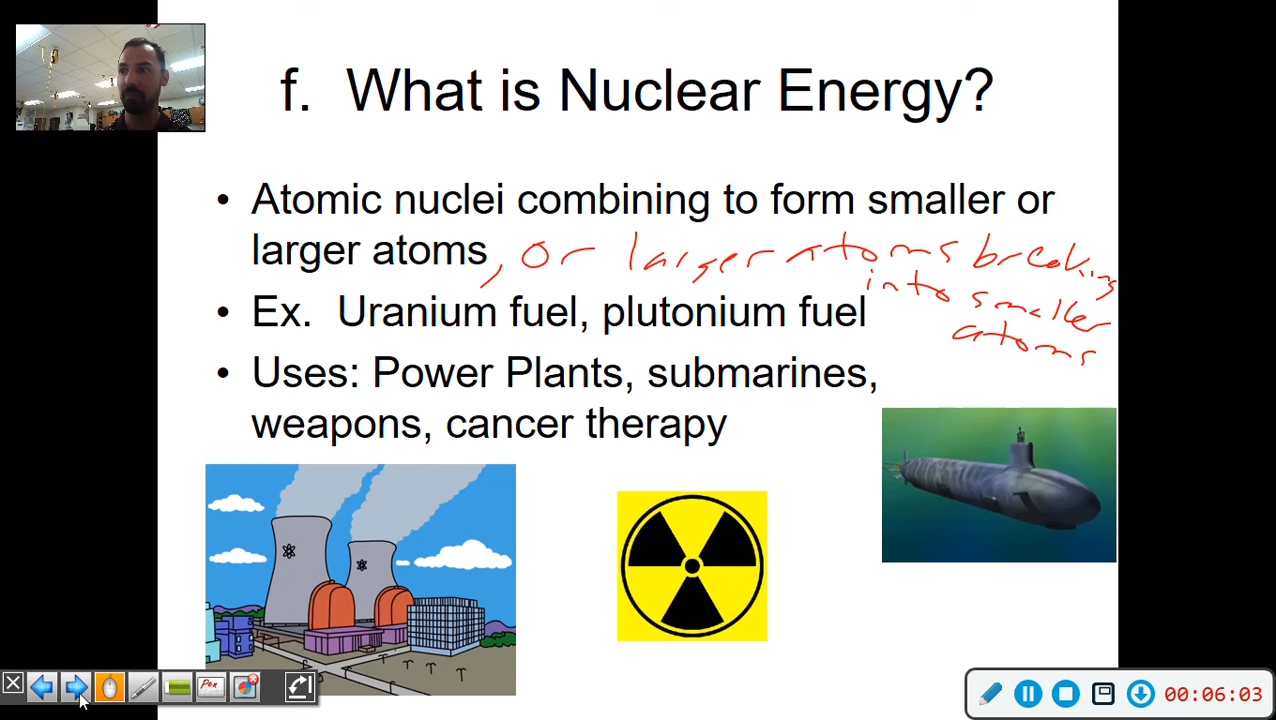 f. What is Nuclear Energy?
• Atomic nuclei combining to form smaller or
larger atoms, or larger atoms breaking
into smaller
atoms
• Ex. Uranium fuel, plutonium fuel
• Uses: Power Plants, submarines,
weapons, cancer therapy
Pen
00:06:03